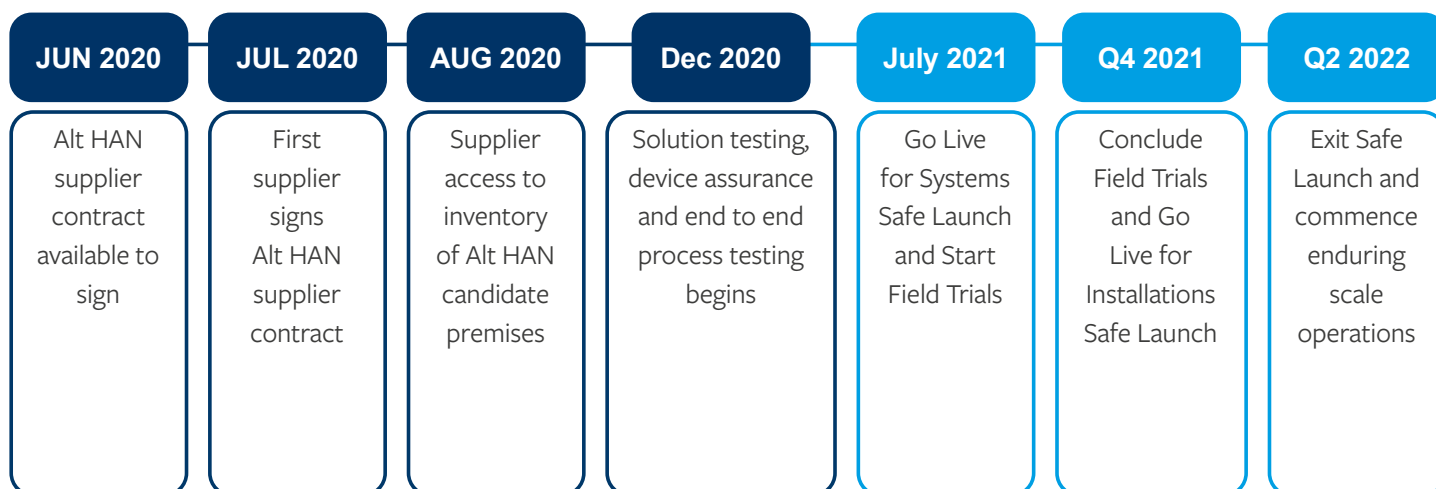 JUN 2020
JUL 2020
AUG 2020
Dec 2020
July 2021
Q4 2021
Q2 2022
Alt HAN
supplier
contract
available to
sign
First
supplier
signs
Alt HAN
supplier
contract
Supplier
access to
inventory
of Alt HAN
candidate
premises
Solution testing,
device assurance
and end to end
process testing
begins
Go Live
for Systems
Safe Launch
and Start
Field Trials
Conclude
Field Trials
and Go
Live for
Installations
Safe Launch
Exit Safe
Launch and
commence
enduring
scale
operations